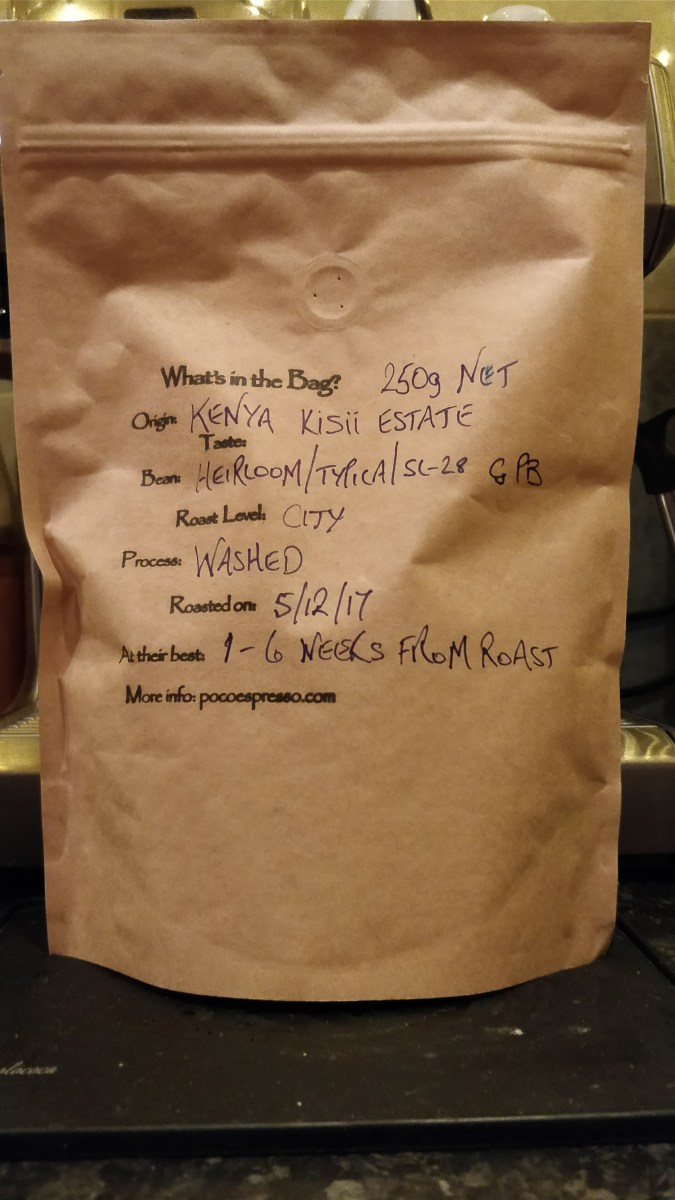 What's in the Bag? 250g NET
Origin: KENYA KISii ESTATE
Taste:
Bean: HEIRLOOM/TYPICA/SL-28 GPB
Roast Level: CITY
Process: WASHED
Roasted on: 5/12/17
At their best: 1-6 WEEKS FROM ROAST
More info: pocoespresso.com